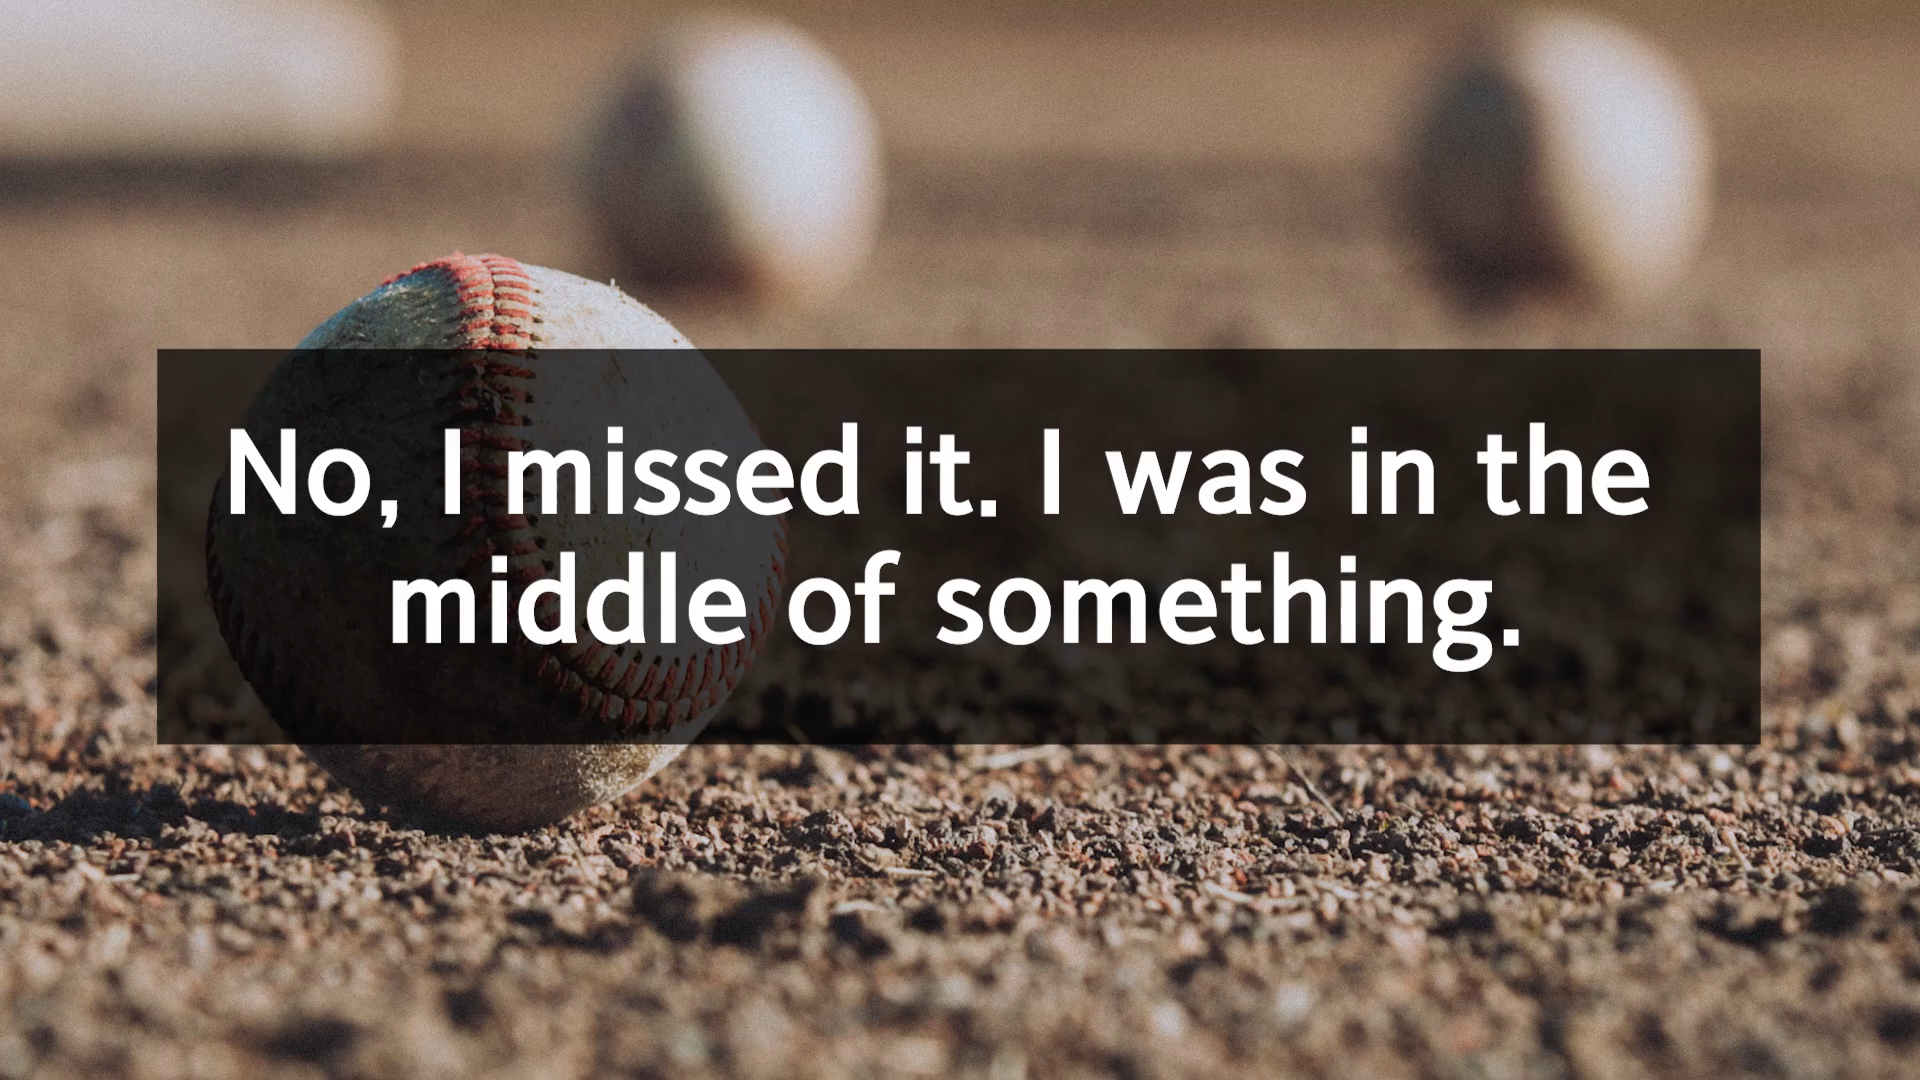 No, I missed it. I was in the
middle of something.